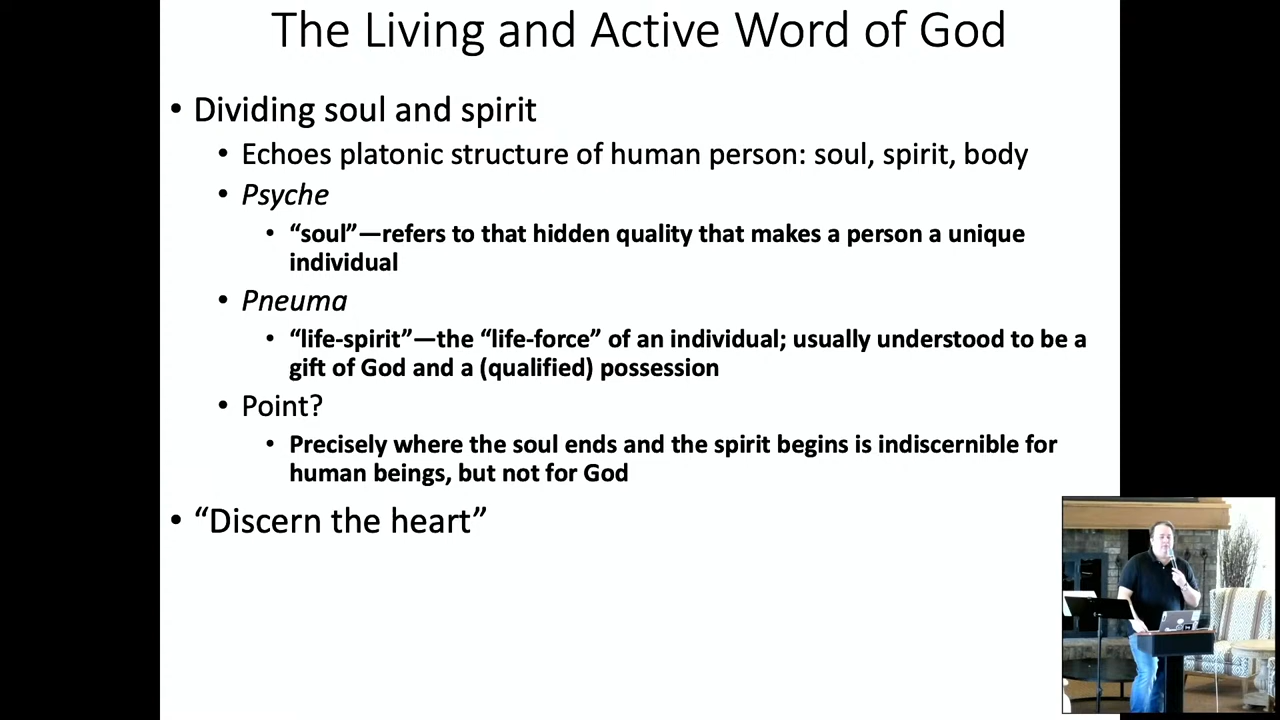 The Living and Active Word of God
• Dividing soul and spirit
• Echoes platonic structure of human person: soul, spirit, body
• Psyche
• “soul”—refers to that hidden quality that makes a person a unique
individual
• Pneuma
• “life-spirit”—the “life-force” of an individual; usually understood to be a
gift of God and a (qualified) possession
• Point?
• Precisely where the soul ends and the spirit begins is indiscernible for
human beings, but not for God
• “Discern the heart”